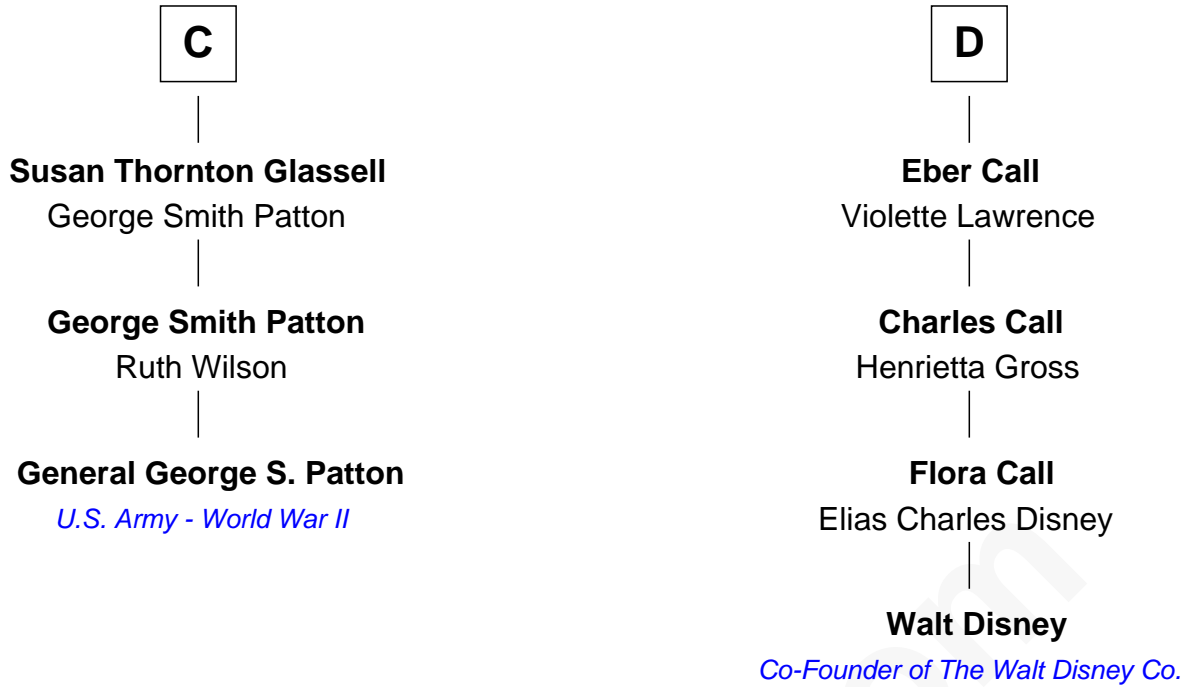 C
Susan Thornton Glassell
George Smith Patton
George Smith Patton
Ruth Wilson
General George S. Patton
U.S. Army - World War II
D
Eber Call
Violette Lawrence
Charles Call
Henrietta Gross
Flora Call
Elias Charles Disney
Walt Disney
Co-Founder of The Walt Disney Co.